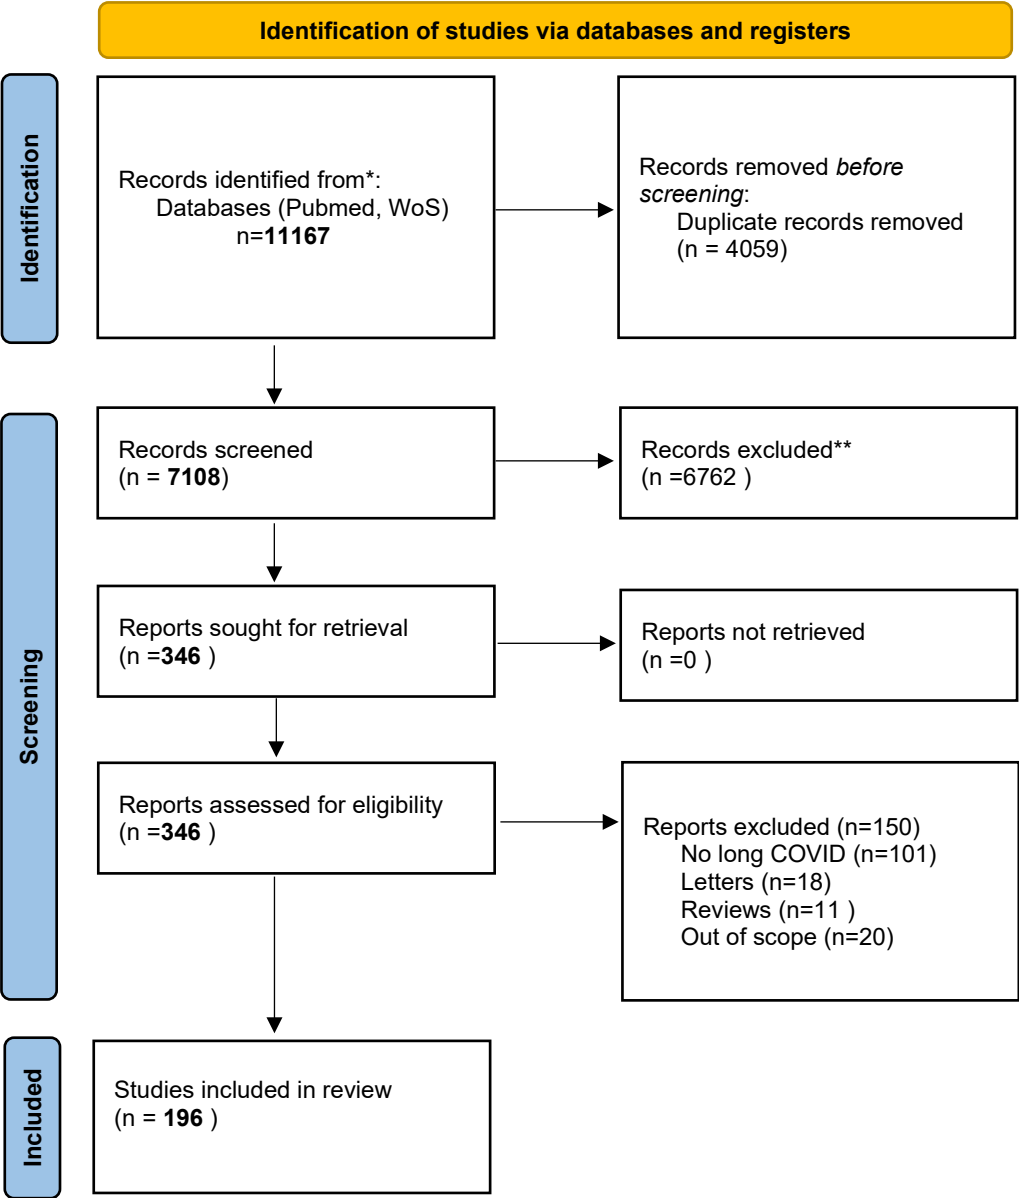 Identification of studies via databases and registers
Identification
Records identified from*:
Databases (Pubmed, WoS)
n=11167
Records removed before
screening:
Duplicate records removed
(n = 4059)
Screening
Records screened
(n = 7108)
Records excluded**
(n =6762 )
Reports sought for retrieval
(n =346 )
Reports not retrieved
(n =0 )
Reports assessed for eligibility
(n =346 )
Reports excluded (n=150)
No long COVID (n=101)
Letters (n=18)
Reviews (n=11 )
Out of scope (n=20)
Included
Studies included in review
(n = 196 )